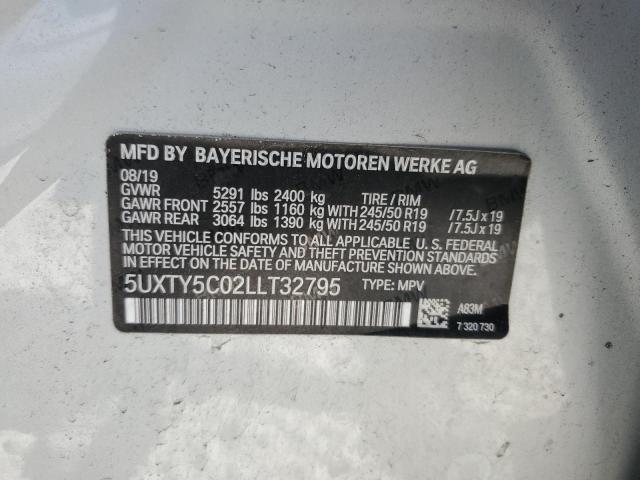 MFD BY BAYERISCHE MOTOREN WERKE AG
08/19
GVWR 5291 lbs 2400 kg TIRE / RIM
GAWR FRONT 2557 lbs 1160 kg WITH 245/50 R19 /7.5J x 19
GAWR REAR 3064 lbs 1390 kg WITH 245/50 R19 /7.5J x 19
THIS VEHICLE CONFORMS TO ALL APPLICABLE U. S. FEDERAL
MOTOR VEHICLE SAFETY AND THEFT PREVENTION STANDARDS
IN EFFECT ON THE DATE OF MANUFACTURE SHOWN ABOVE.
5UXTY5C02LLT32795 TYPE: MPV
A83M
7 320 730